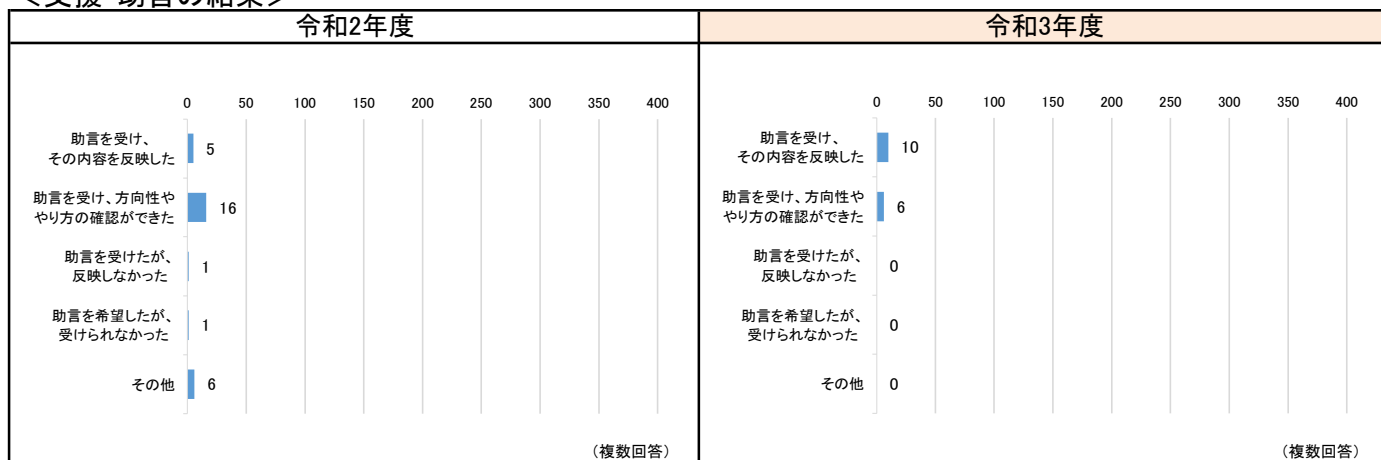 ＜支援・助言の結果＞
令和2年度
0 50 100 150 200 250 300 350 400
助言を受け、
その内容を反映した
5
助言を受け、方向性や
やり方の確認ができた
16
助言を受けたが、
反映しなかった
1
助言を希望したが、
受けられなかった
1
その他
6
（複数回答）
令和3年度
0 50 100 150 200 250 300 350 400
助言を受け、
その内容を反映した
10
助言を受け、方向性や
やり方の確認ができた
6
助言を受けたが、
反映しなかった
0
助言を希望したが、
受けられなかった
0
その他
0
（複数回答）